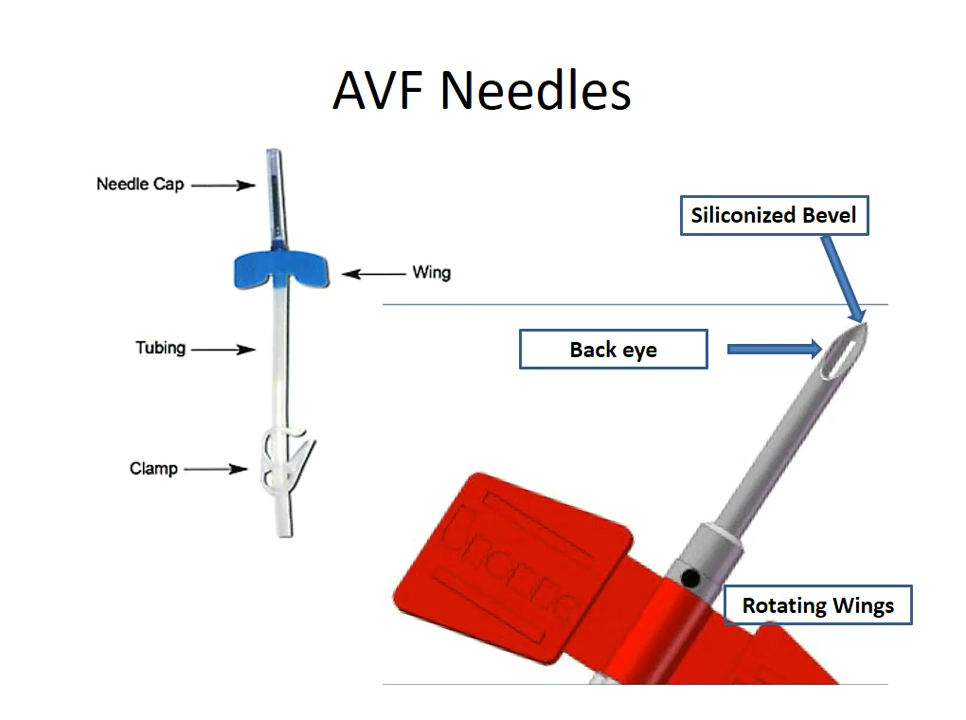 AVF Needles
Needle Cap
Wing
Tubing
Clamp
Siliconized Bevel
Back eye
Rotating Wings